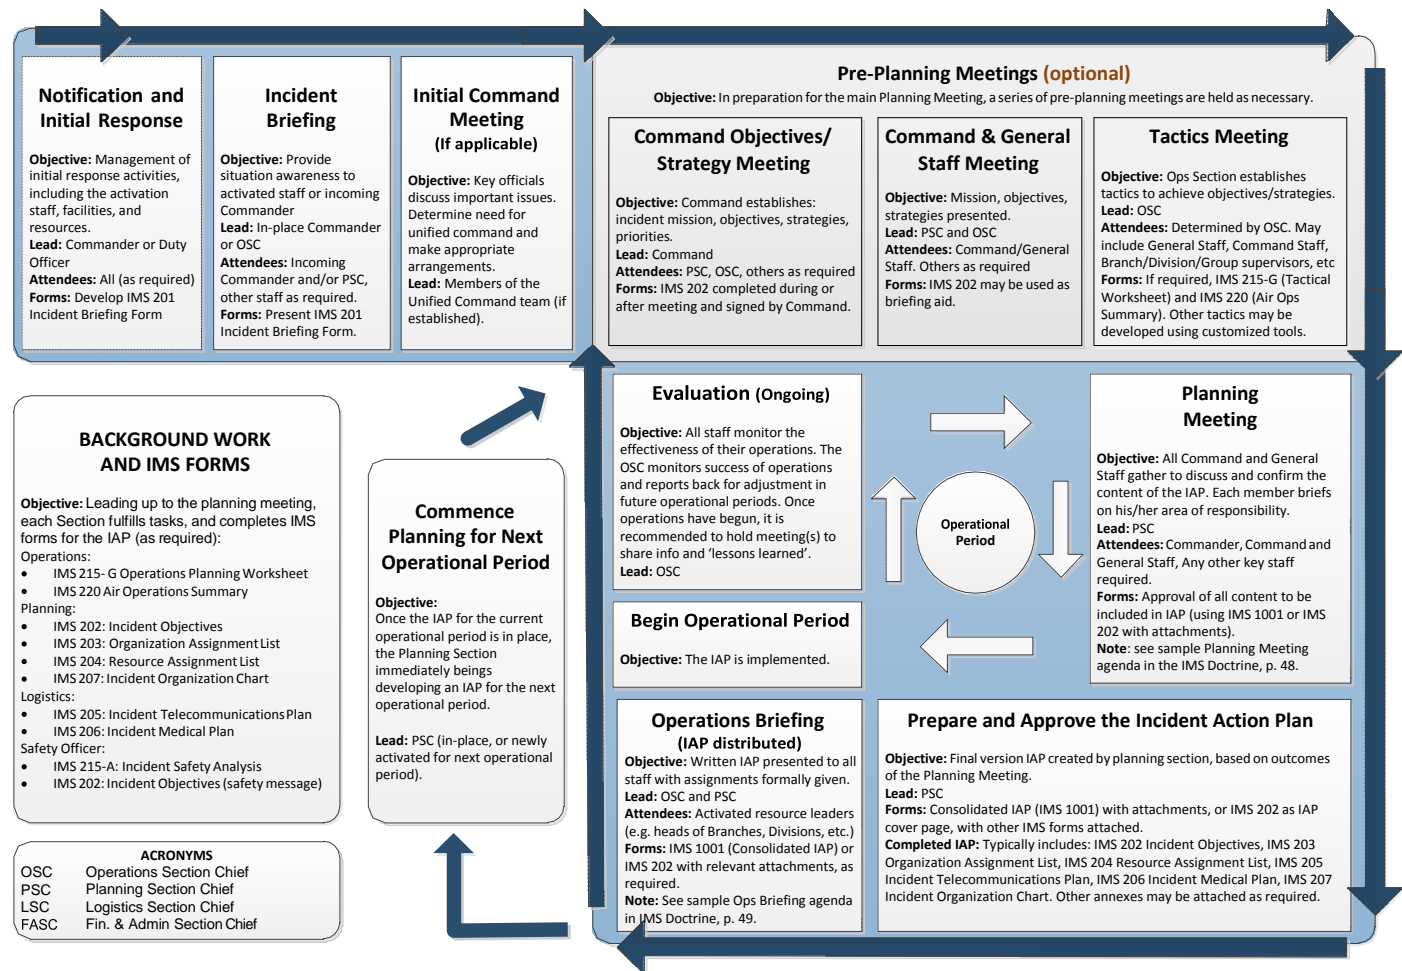 Notification and
Initial Response
Objective: Management of
initial response activities,
including the activation
staff, facilities, and
resources.
Lead: Commander or Duty
Officer
Attendees: All (as required)
Forms: Develop IMS 201
Incident Briefing Form
Incident
Briefing
Objective: Provide
situation awareness to
activated staff or incoming
Commander
Lead: In-place Commander
or OSC
Attendees: Incoming
Commander and/or PSC,
other staff as required.
Forms: Present IMS 201
Incident Briefing Form.
Initial Command
Meeting
(If applicable)
Objective: Key officials
discuss important issues.
Determine need for
unified command and
make appropriate
arrangements.
Lead: Members of the
Unified Command team (if
established).
Pre-Planning Meetings (optional)
Objective: In preparation for the main Planning Meeting, a series of pre-planning meetings are held as necessary.
Command Objectives/
Strategy Meeting
Objective: Command establishes:
incident mission, objectives, strategies,
priorities.
Lead: Command
Attendees: PSC, OSC, others as required
Forms: IMS 202 completed during or
after meeting and signed by Command.
Command & General
Staff Meeting
Objective: Mission, objectives,
strategies presented.
Lead: PSC and OSC
Attendees: Command/General
Staff. Others as required
Forms: IMS 202 may be used as
briefing aid.
Tactics Meeting
Objective: Ops Section establishes
tactics to achieve objectives/strategies.
Lead: OSC
Attendees: Determined by OSC. May
include General Staff, Command Staff,
Branch/Division/Group supervisors, etc
Forms: If required, IMS 215-G (Tactical
Worksheet) and IMS 220 (Air Ops
Summary). Other tactics may be
developed using customized tools.
BACKGROUND WORK
AND IMS FORMS
Objective: Leading up to the planning meeting,
each Section fulfills tasks, and completes IMS
forms for the IAP (as required):
Operations:
• IMS 215- G Operations Planning Worksheet
• IMS 220 Air Operations Summary
Planning:
• IMS 202: Incident Objectives
• IMS 203: Organization Assignment List
• IMS 204: Resource Assignment List
• IMS 207: Incident Organization Chart
Logistics:
• IMS 205: Incident Telecommunications Plan
• IMS 206: Incident Medical Plan
Safety Officer:
• IMS 215-A: Incident Safety Analysis
• IMS 202: Incident Objectives (safety message)
ACRONYMS
OSC Operations Section Chief
PSC Planning Section Chief
LSC Logistics Section Chief
FASC Fin. & Admin Section Chief
Commence
Planning for Next
Operational Period
Objective:
Once the IAP for the current
operational period is in place,
the Planning Section
immediately beings
developing an IAP for the next
operational period.
Lead: PSC (in-place, or newly
activated for next operational
period).
Evaluation (Ongoing)
Objective: All staff monitor the
effectiveness of their operations. The
OSC monitors success of operations
and reports back for adjustment in
future operational periods. Once
operations have begun, it is
recommended to hold meeting(s) to
share info and ‘lessons learned’.
Lead: OSC
Begin Operational Period
Objective: The IAP is implemented.
Operational
Period
Planning
Meeting
Objective: All Command and General
Staff gather to discuss and confirm the
content of the IAP. Each member briefs
on his/her area of responsibility.
Lead: PSC
Attendees: Commander, Command and
General Staff, Any other key staff
required.
Forms: Approval of all content to be
included in IAP (using IMS 1001 or IMS
202 with attachments).
Note: see sample Planning Meeting
agenda in the IMS Doctrine, p. 48.
Operations Briefing
(IAP distributed)
Objective: Written IAP presented to all
staff with assignments formally given.
Lead: OSC and PSC
Attendees: Activated resource leaders
(e.g. heads of Branches, Divisions, etc.)
Forms: IMS 1001 (Consolidated IAP) or
IMS 202 with relevant attachments, as
required.
Note: See sample Ops Briefing agenda
in IMS Doctrine, p. 49.
Prepare and Approve the Incident Action Plan
Objective: Final version IAP created by planning section, based on outcomes
of the Planning Meeting.
Lead: PSC
Forms: Consolidated IAP (IMS 1001) with attachments, or IMS 202 as IAP
cover page, with other IMS forms attached.
Completed IAP: Typically includes: IMS 202 Incident Objectives, IMS 203
Organization Assignment List, IMS 204 Resource Assignment List, IMS 205
Incident Telecommunications Plan, IMS 206 Incident Medical Plan, IMS 207
Incident Organization Chart. Other annexes may be attached as required.